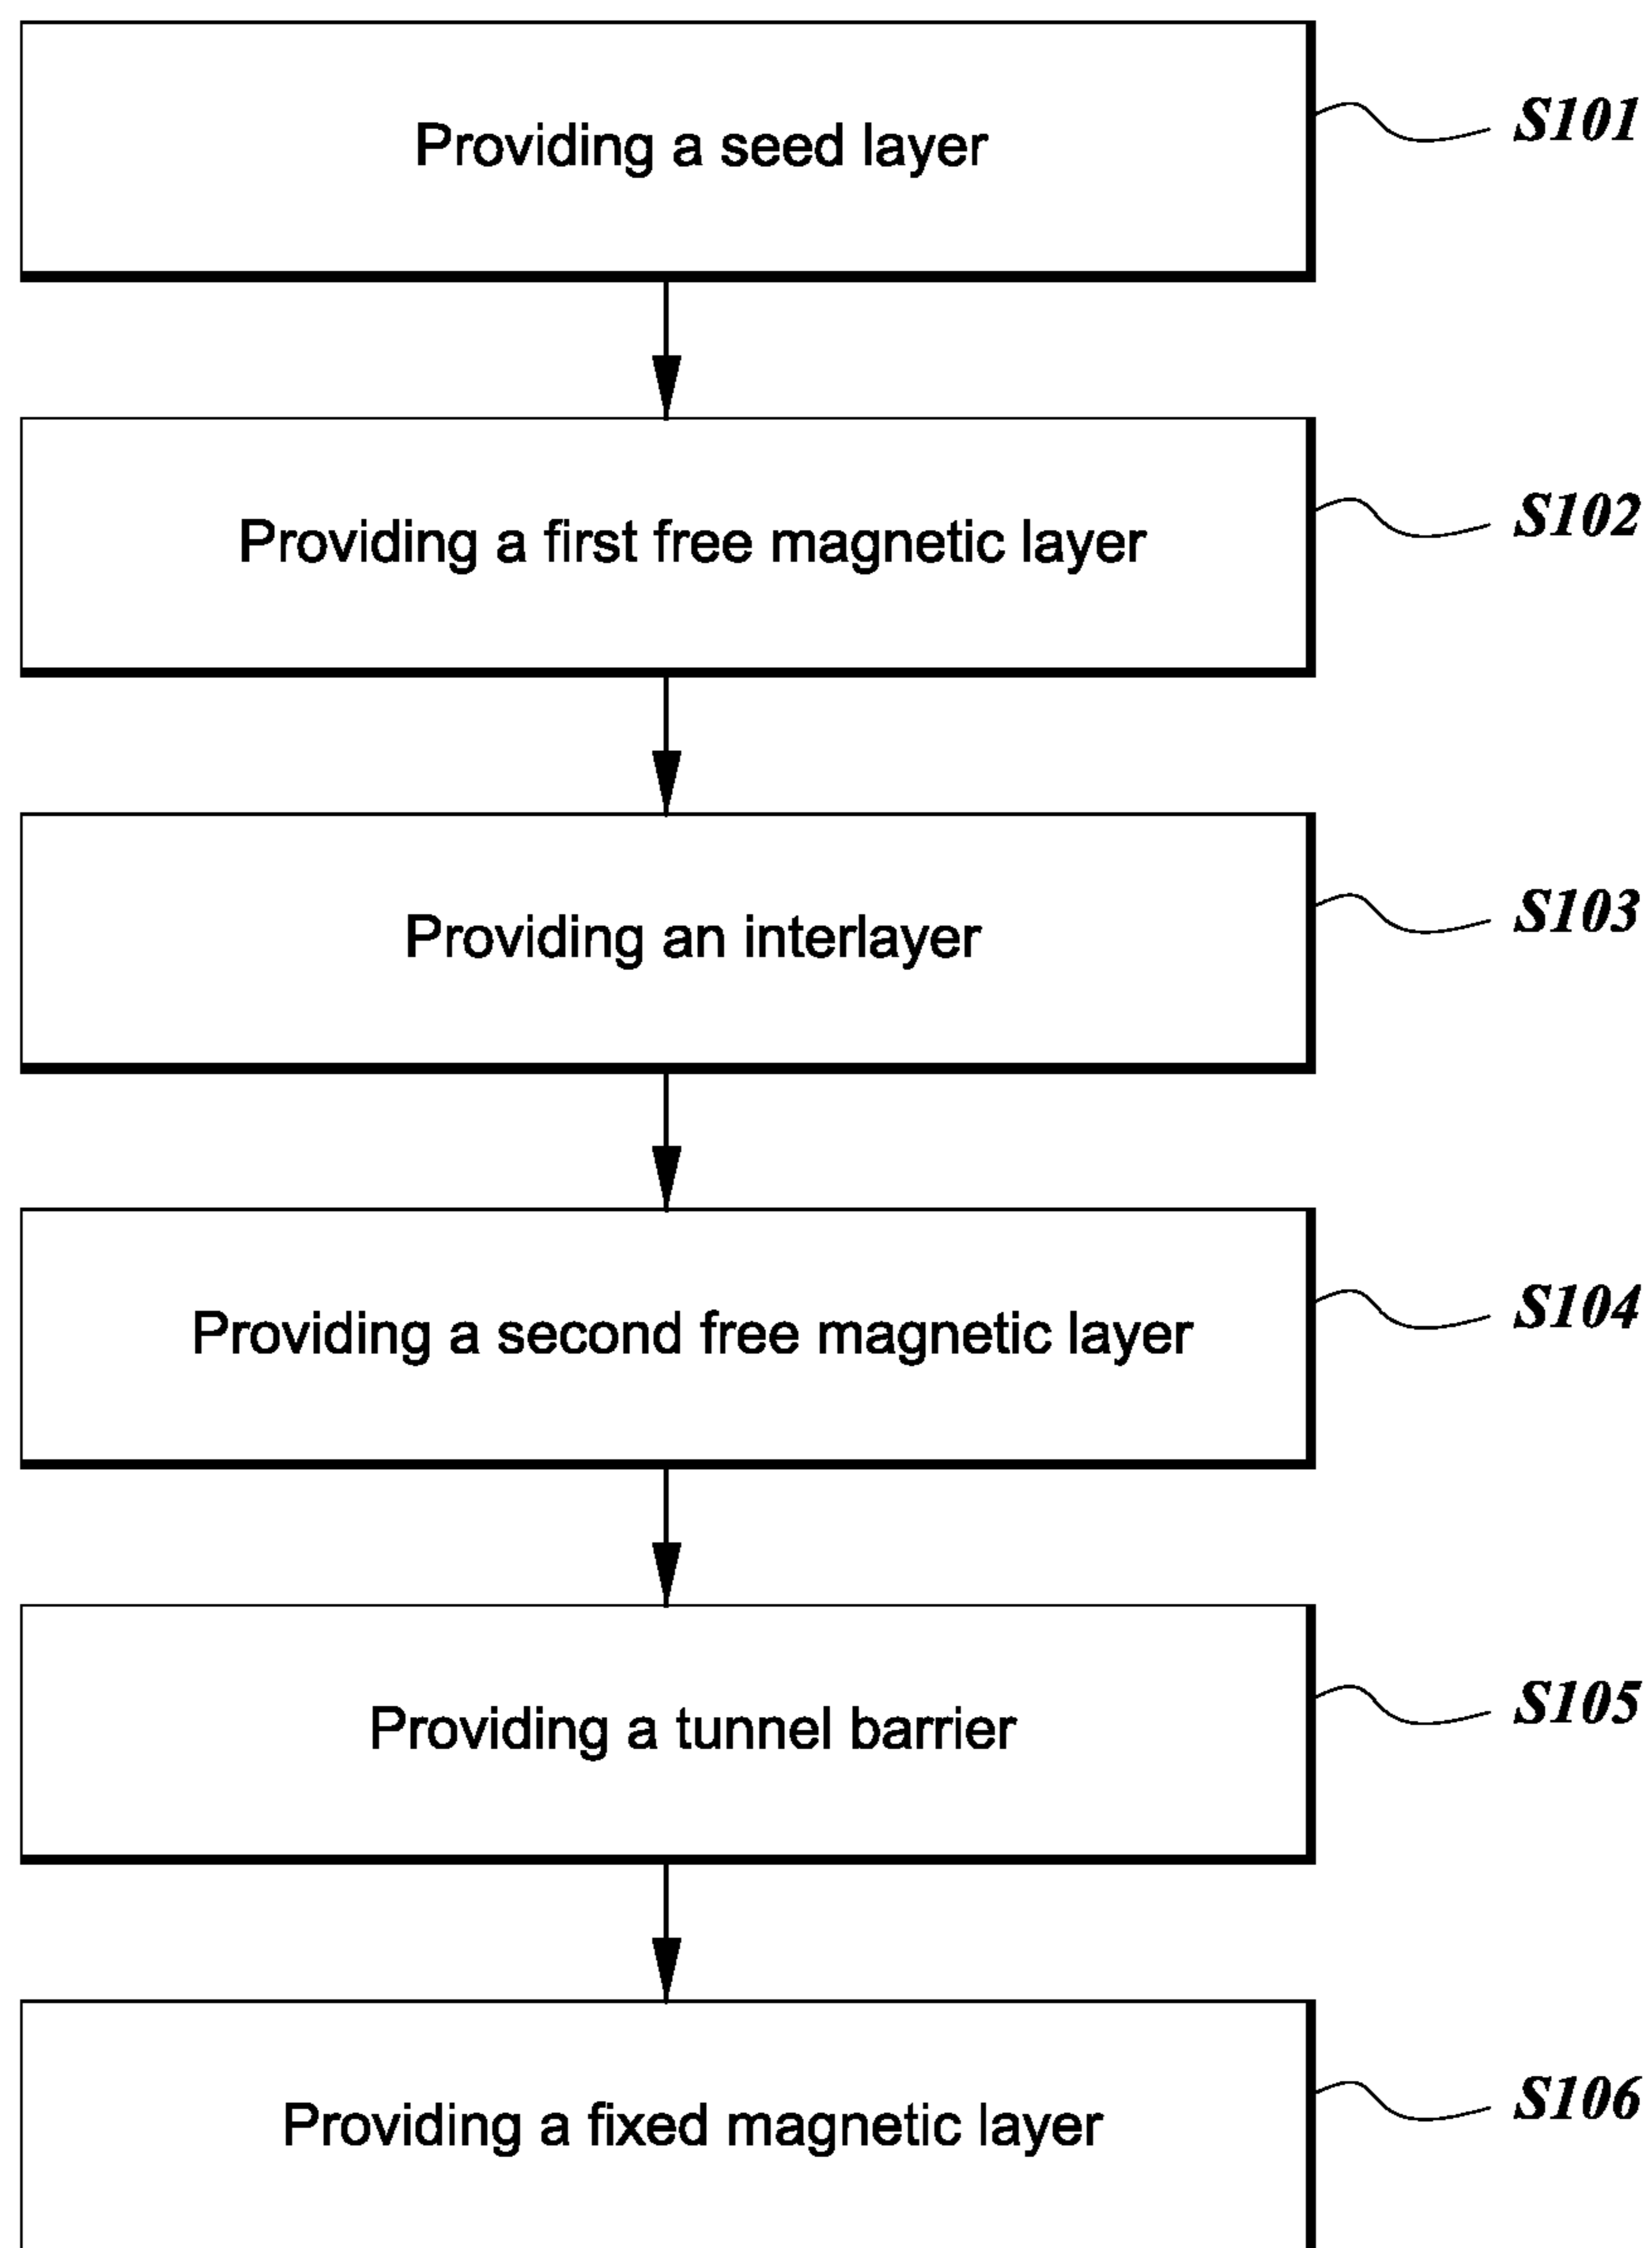 Providing a seed layer
S101
Providing a first free magnetic layer
S102
Providing an interlayer
S103
Providing a second free magnetic layer
S104
Providing a tunnel barrier
S105
Providing a fixed magnetic layer
S106